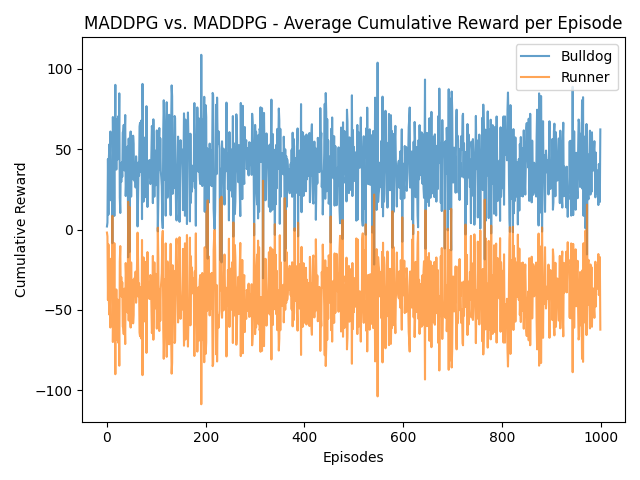 MADDPG vs. MADDPG - Average Cumulative Reward per Episode
Bulldog
Runner
Cumulative Reward
100
50
0
−50
−100
0
200
400
600
800
1000
Episodes